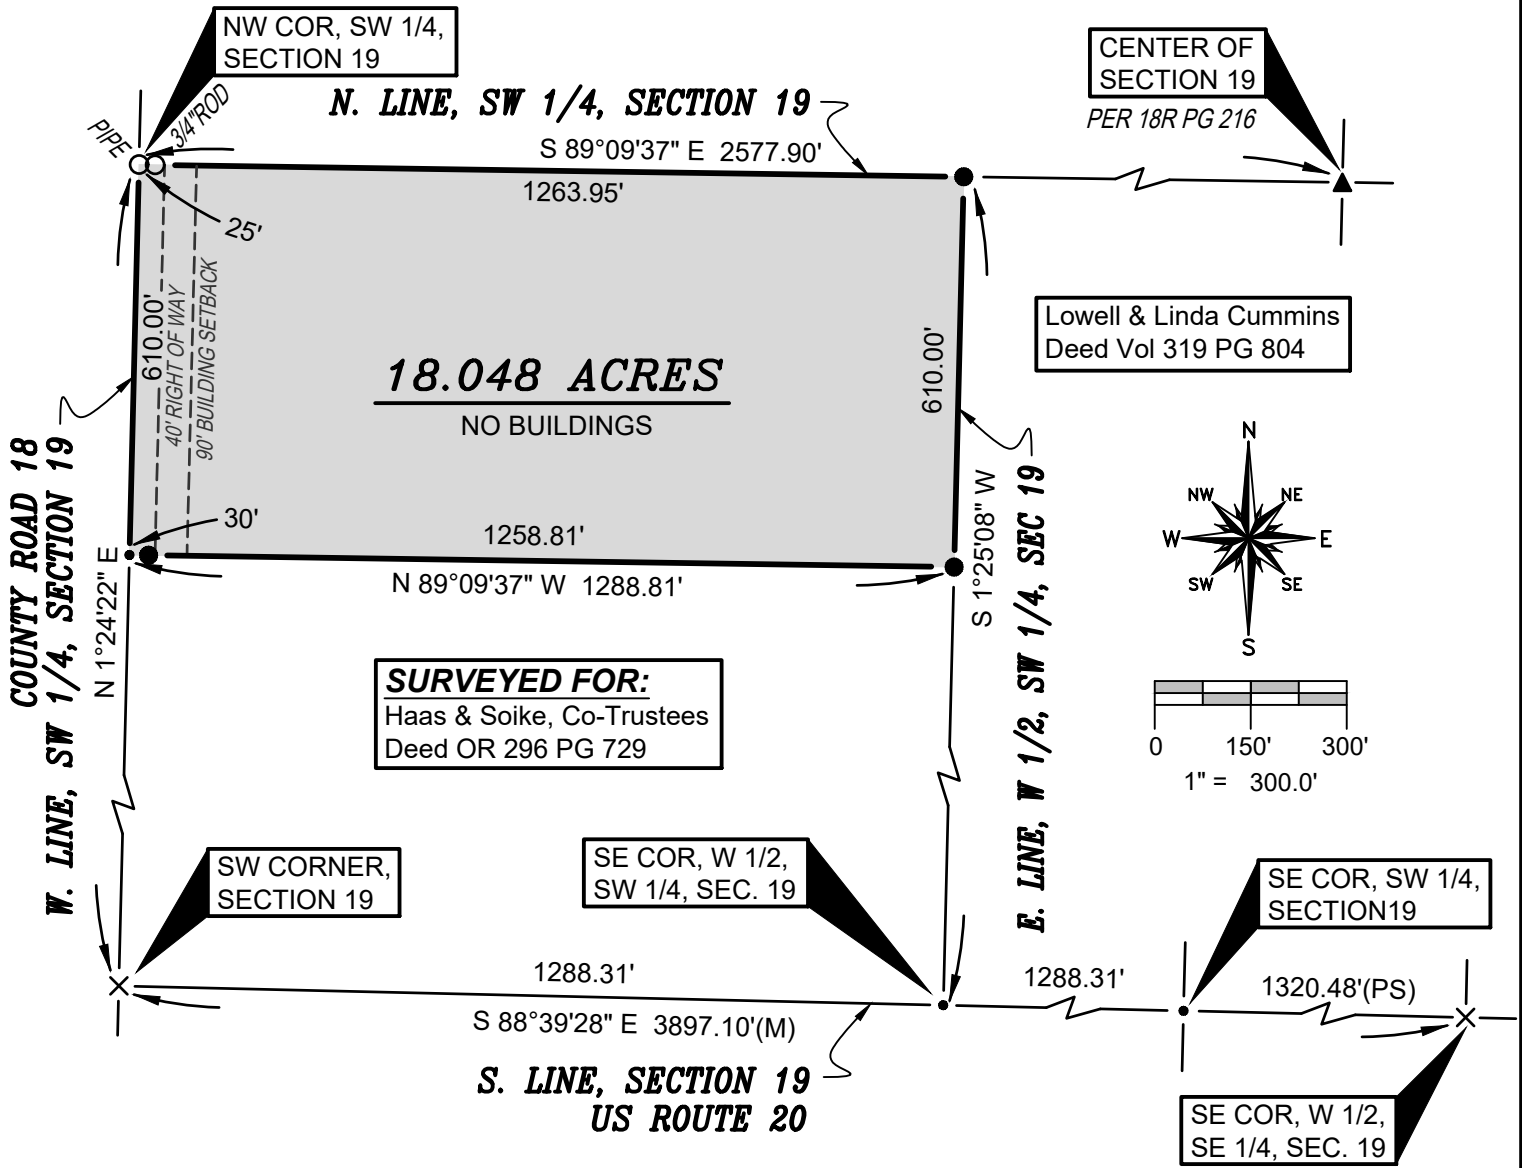 NW COR, SW 1/4,
SECTION 19
CENTER OF
SECTION 19
PER 18R PG 216
N. LINE, SW 1/4, SECTION 19
S 89°09'37" E 2577.90'
1263.95'
PIPE
3/4"ROD
25'
610.00'
40' RIGHT OF WAY
90' BUILDING SETBACK
18.048 ACRES
NO BUILDINGS
610.00'
Lowell & Linda Cummins
Deed Vol 319 PG 804
COUNTY ROAD 18
W. LINE, SW 1/4, SECTION 19
N 1°24'22" E
30'
1258.81'
N 89°09'37" W 1288.81'
S 1°25'08" W
E. LINE, W 1/2, SW 1/4, SEC 19
N
NW
NE
W
E
SW
SE
S
SURVEYED FOR:
Haas & Soike, Co-Trustees
Deed OR 296 PG 729
0 150' 300'
1" = 300.0'
SW CORNER,
SECTION 19
SE COR, W 1/2,
SW 1/4, SEC. 19
SE COR, SW 1/4,
SECTION19
1288.31'
1288.31'
1320.48'(PS)
S 88°39'28" E 3897.10'(M)
S. LINE, SECTION 19
US ROUTE 20
SE COR, W 1/2,
SE 1/4, SEC. 19